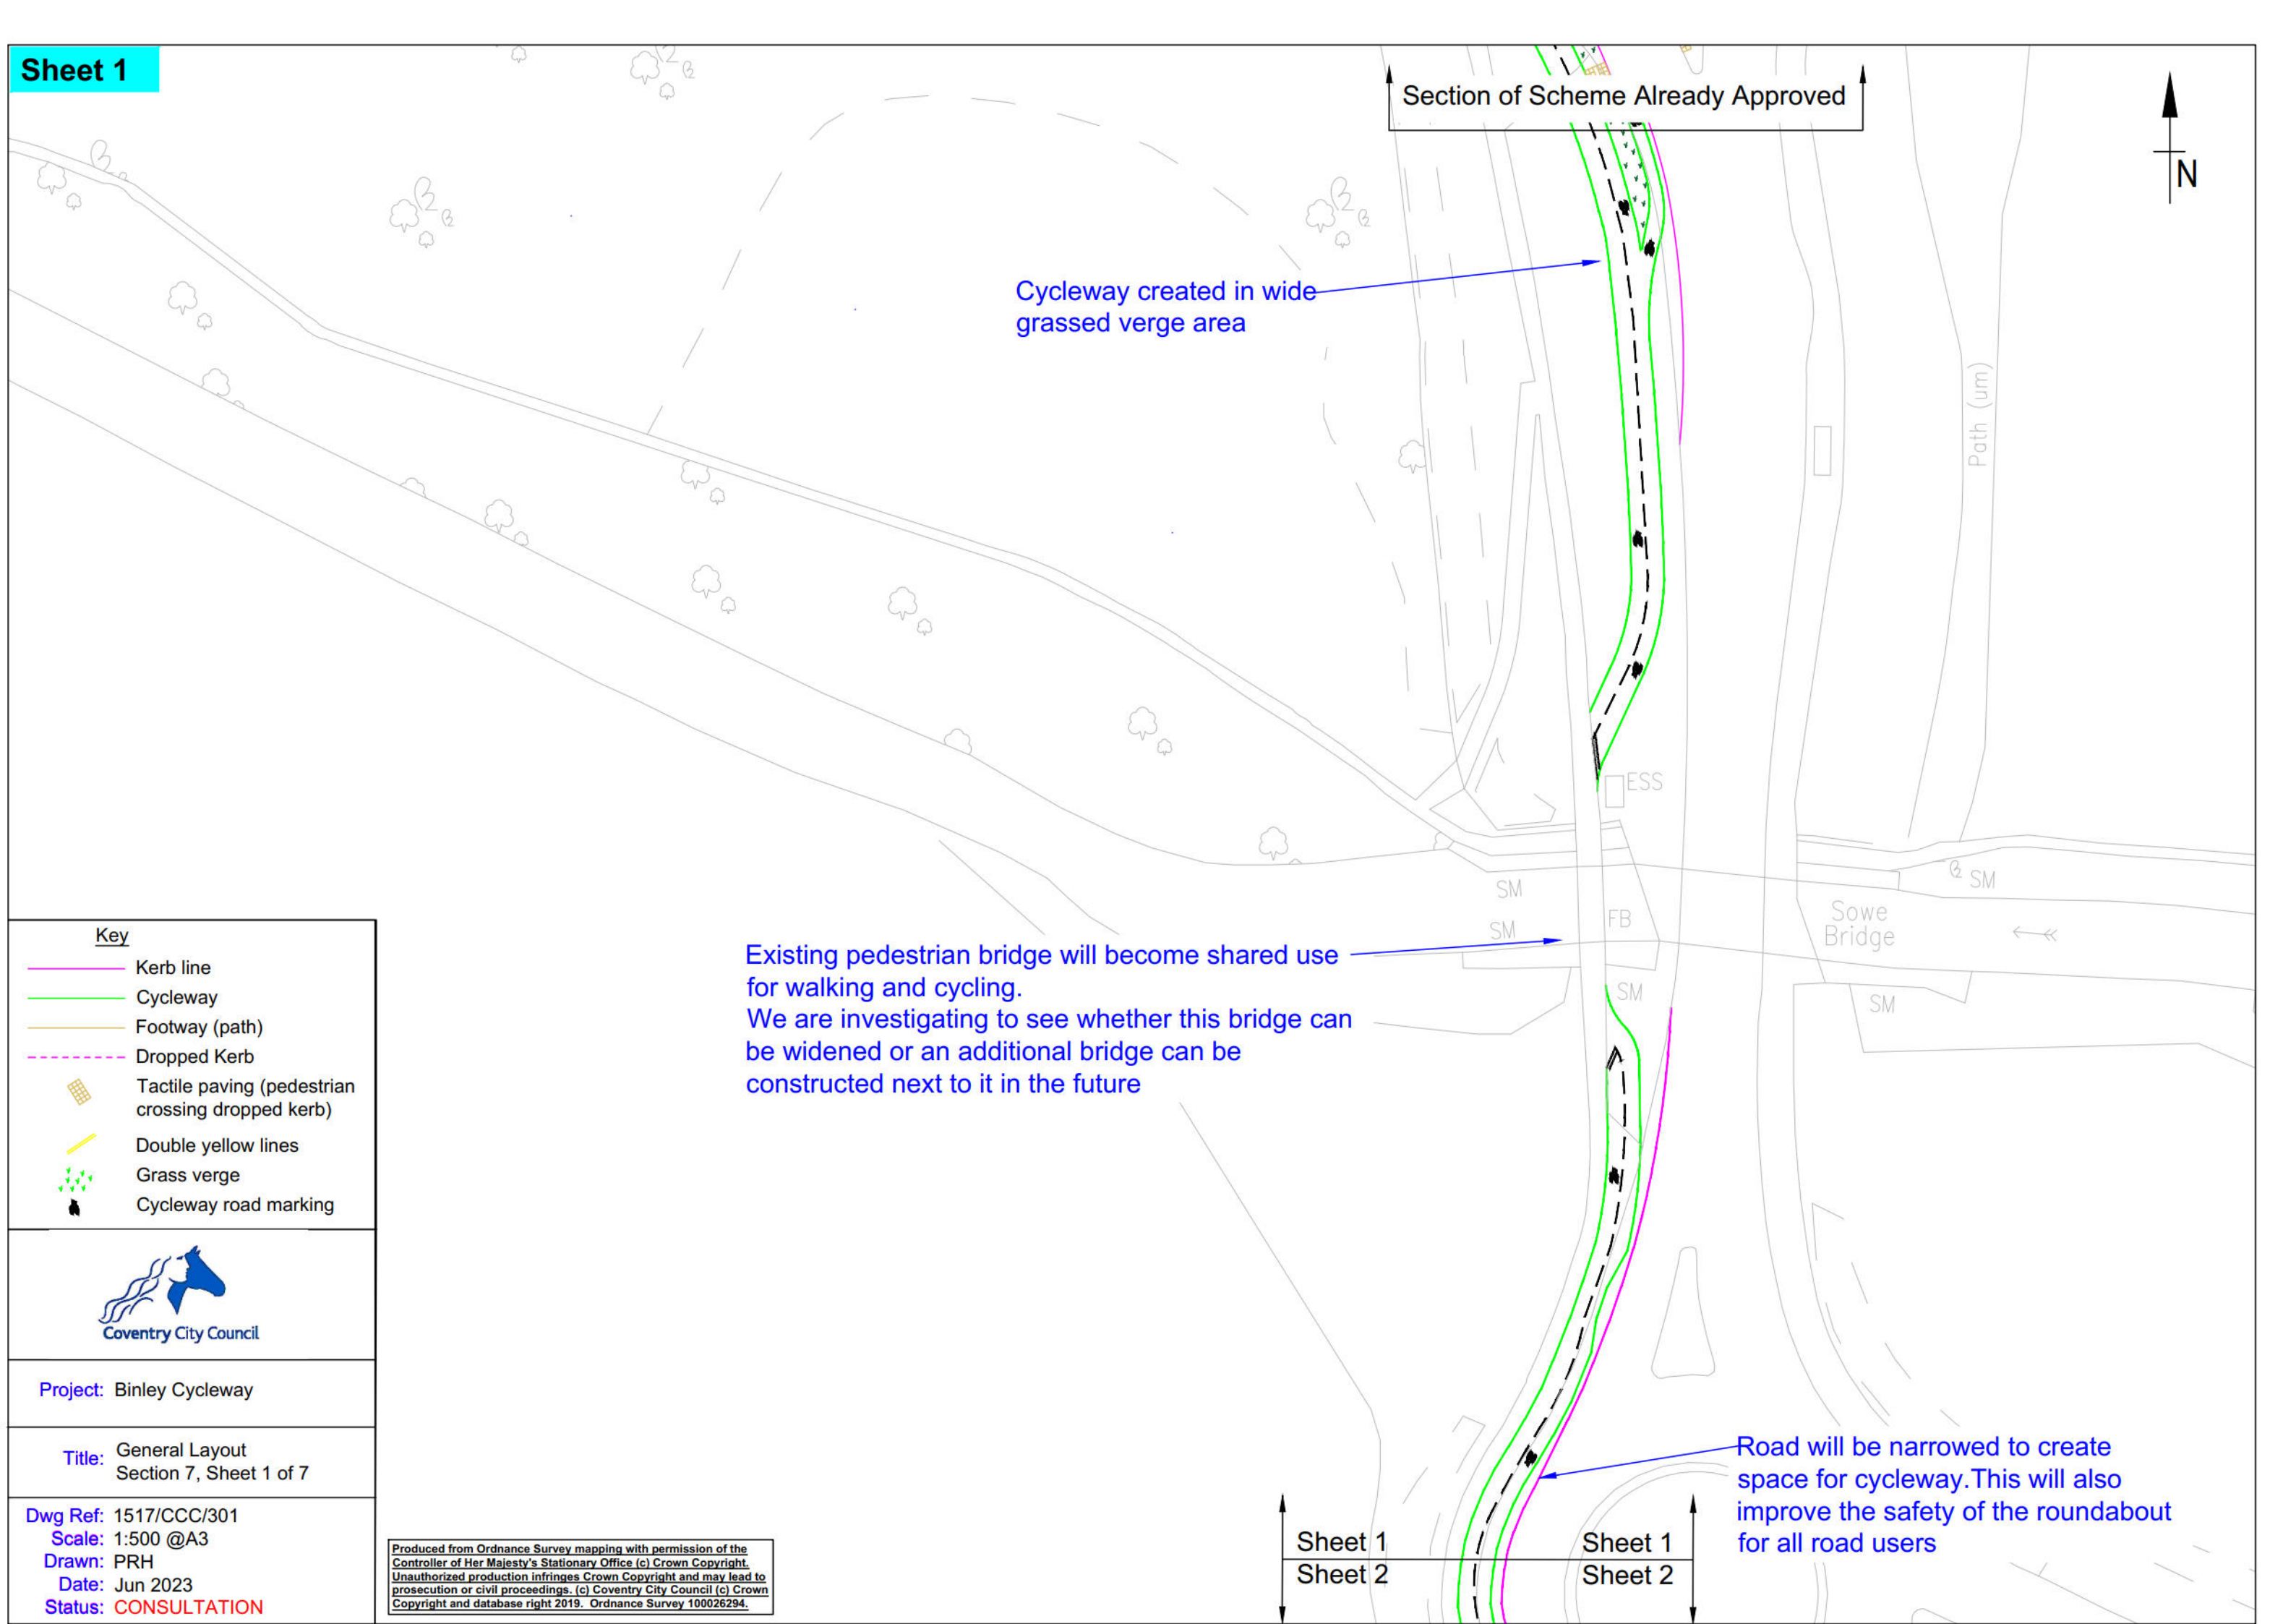 Sheet 1
Section of Scheme Already Approved
N
Cycleway created in wide
grassed verge area
Path (um)
ESS
SM
SM
FB
SM
Sowe
Bridge
SM
SM
Existing pedestrian bridge will become shared use
for walking and cycling.
We are investigating to see whether this bridge can
be widened or an additional bridge can be
constructed next to it in the future
Key
Kerb line
Cycleway
Footway (path)
Dropped Kerb
Tactile paving (pedestrian
crossing dropped kerb)
Double yellow lines
Grass verge
Cycleway road marking
Coventry City Council
Project: Binley Cycleway
Title: General Layout
Section 7, Sheet 1 of 7
Dwg Ref: 1517/CCC/301
Scale: 1:500 @A3
Drawn: PRH
Date: Jun 2023
Status: CONSULTATION
Produced from Ordnance Survey mapping with permission of the
Controller of Her Majesty's Stationary Office (c) Crown Copyright.
Unauthorized production infringes Crown Copyright and may lead to
prosecution or civil proceedings. (c) Coventry City Council (c) Crown
Copyright and database right 2019. Ordnance Survey 100026294.
Road will be narrowed to create
space for cycleway.This will also
improve the safety of the roundabout
for all road users
Sheet 1
Sheet 2
Sheet 1
Sheet 2